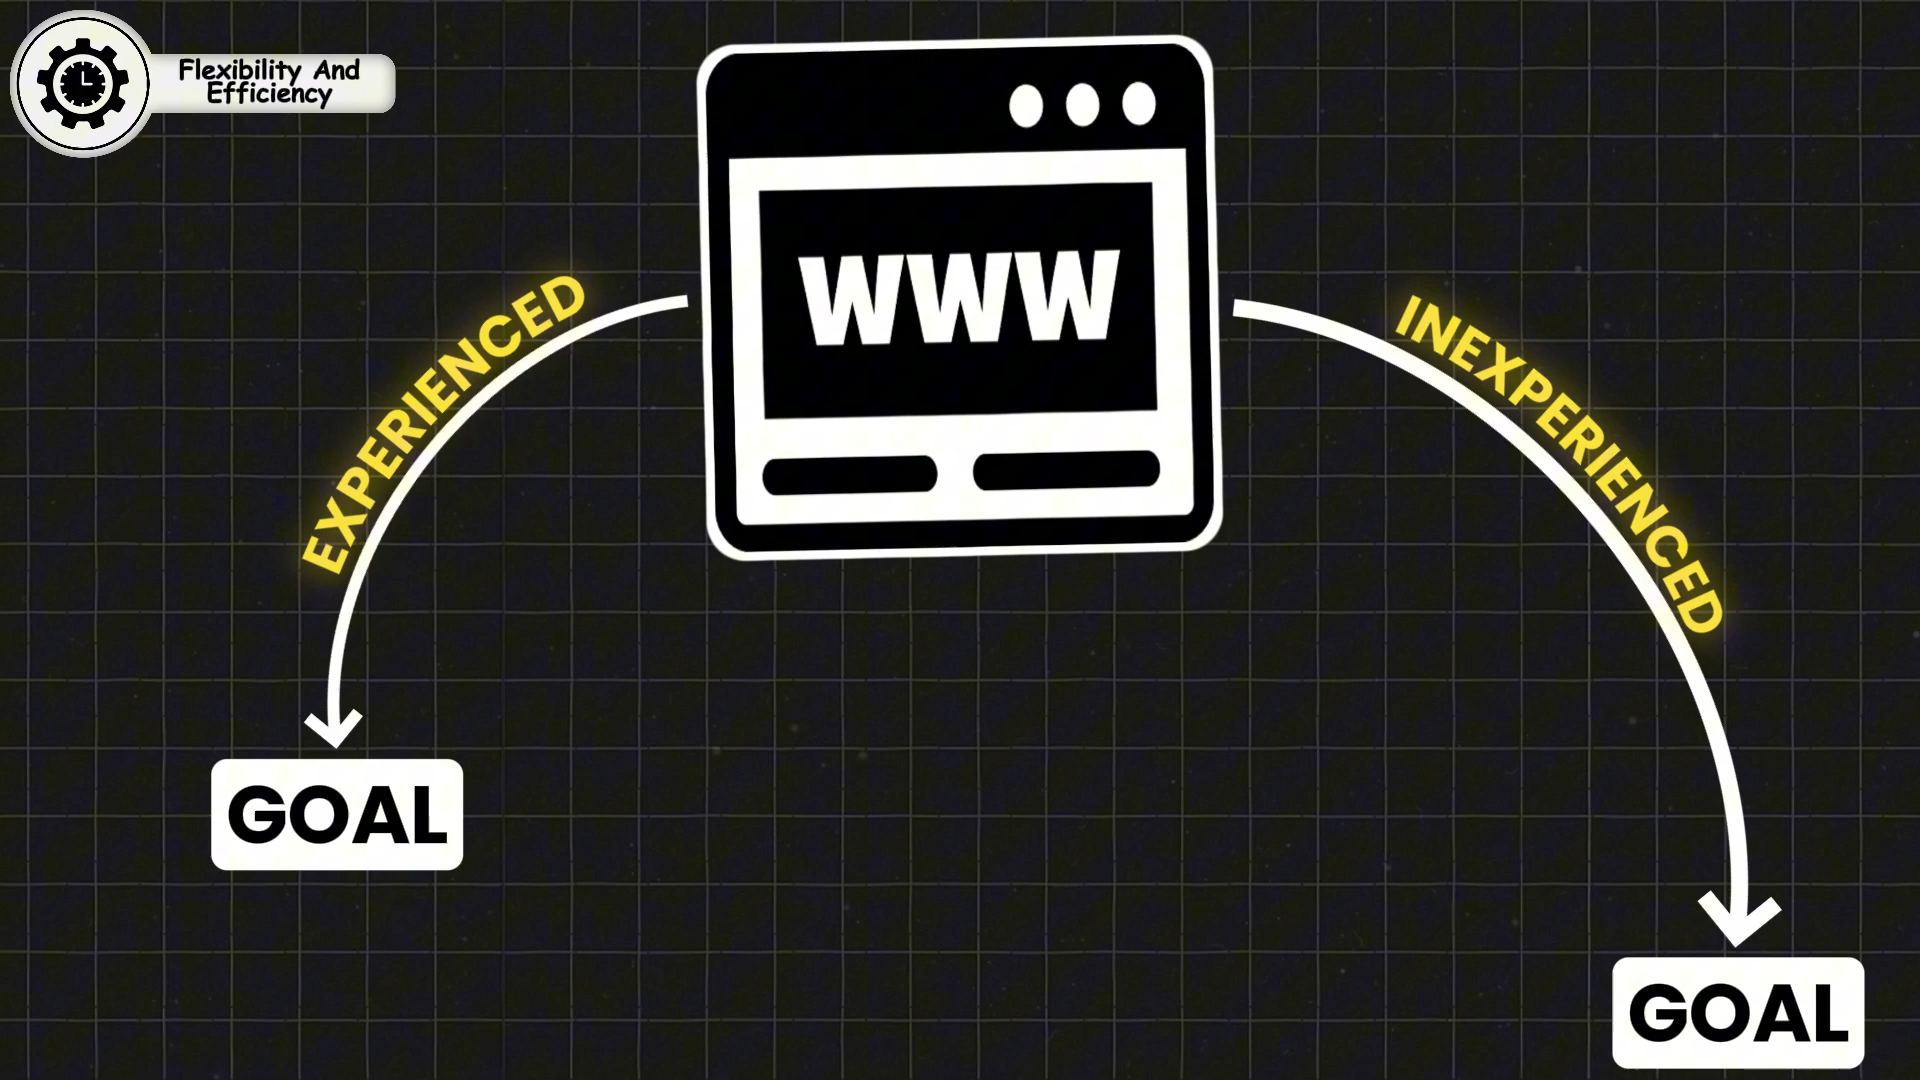 Flexibility And
Efficiency
WWW
EXPERIENCED
INEXPERIENCED
GOAL
GOAL